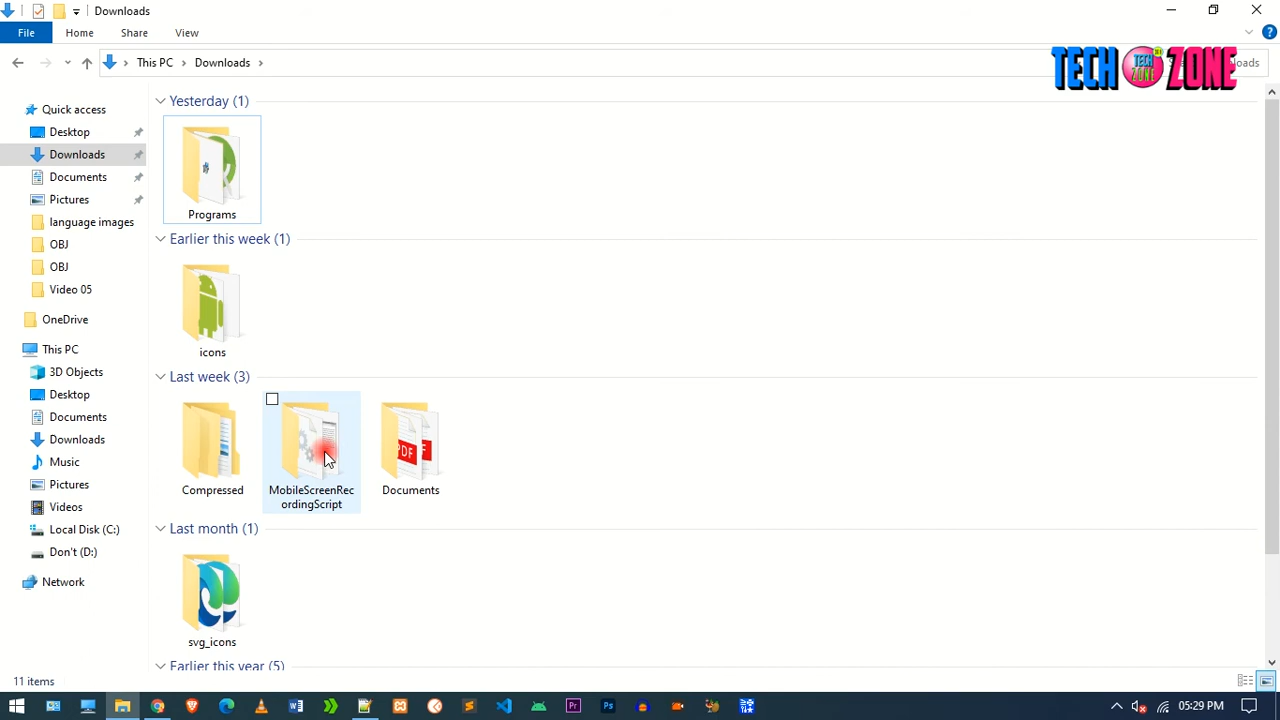 Downloads
File
Home
Share
View
This PC
Downloads
TECH
TECH
ZONE
ZONE
Yesterday (1)
Programs
Earlier this week (1)
icons
Last week (3)
Compressed
MobileScreenRec
ordingScript
Documents
Last month (1)
svg_icons
Earlier this year (5)
Quick access
Desktop
Downloads
Documents
Pictures
language images
OBJ
OBJ
Video 05
OneDrive
This PC
3D Objects
Desktop
Documents
Downloads
Music
Pictures
Videos
Local Disk (C:)
Don't (D:)
Network
11 items
05:29 PM